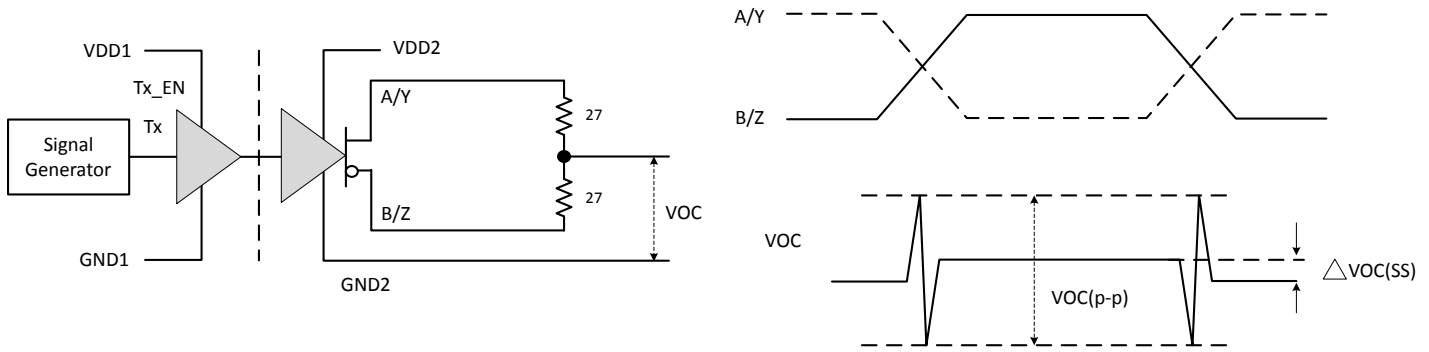 VDD1
Tx_EN
Tx
Signal
Generator
GND1
VDD2
A/Y
27
27
B/Z
VOC
GND2
A/Y
B/Z
VOC
VOC(p-p)
△VOC(SS)